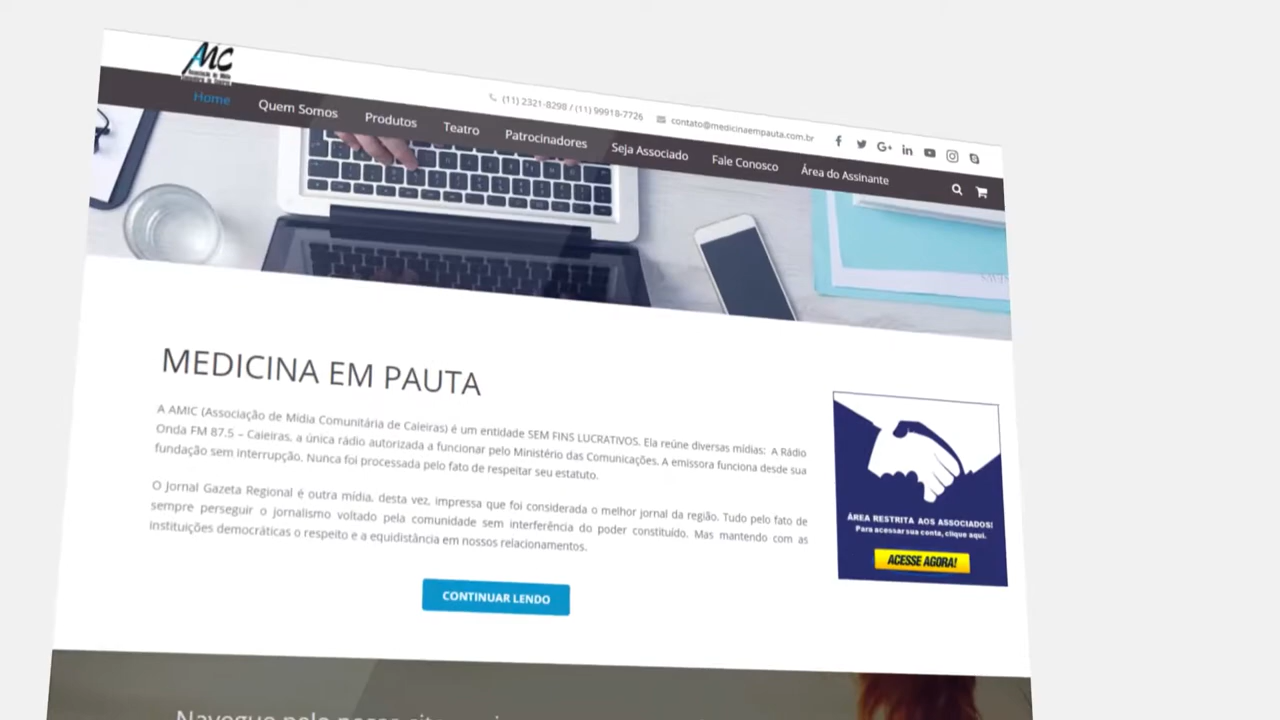 AMC
(11) 2321-8298 / (11) 99918-7726
contato@medicinaempauta.com.br
Home
Quem Somos
Produtos
Teatro
Patrocinadores
Seja Associado
Fale Conosco
Área do Assinante
MEDICINA EM PAUTA
A AMIC (Associação de Mídia Comunitária de Caieiras) é um entidade SEM FINS LUCRATIVOS. Ela reúne diversas mídias: A Rádio
Onda FM 87.5 – Caieiras, a única rádio autorizada a funcionar pelo Ministério das Comunicações. A emissora funciona desde sua
fundação sem interrupção. Nunca foi processada pelo fato de respeitar seu estatuto.
O Jornal Gazeta Regional é outra mídia, desta vez, impressa que foi considerada o melhor jornal da região. Tudo pelo fato de
sempre perseguir o jornalismo voltado pela comunidade sem interferência do poder constituído. Mas mantendo com as
instituições democráticas o respeito e a equidistância em nossos relacionamentos.
CONTINUAR LENDO
ÁREA RESTRITA AOS ASSOCIADOS!
Para acessar sua conta, clique aqui.
ACESSE AGORA!
Navegue pelo nosso site